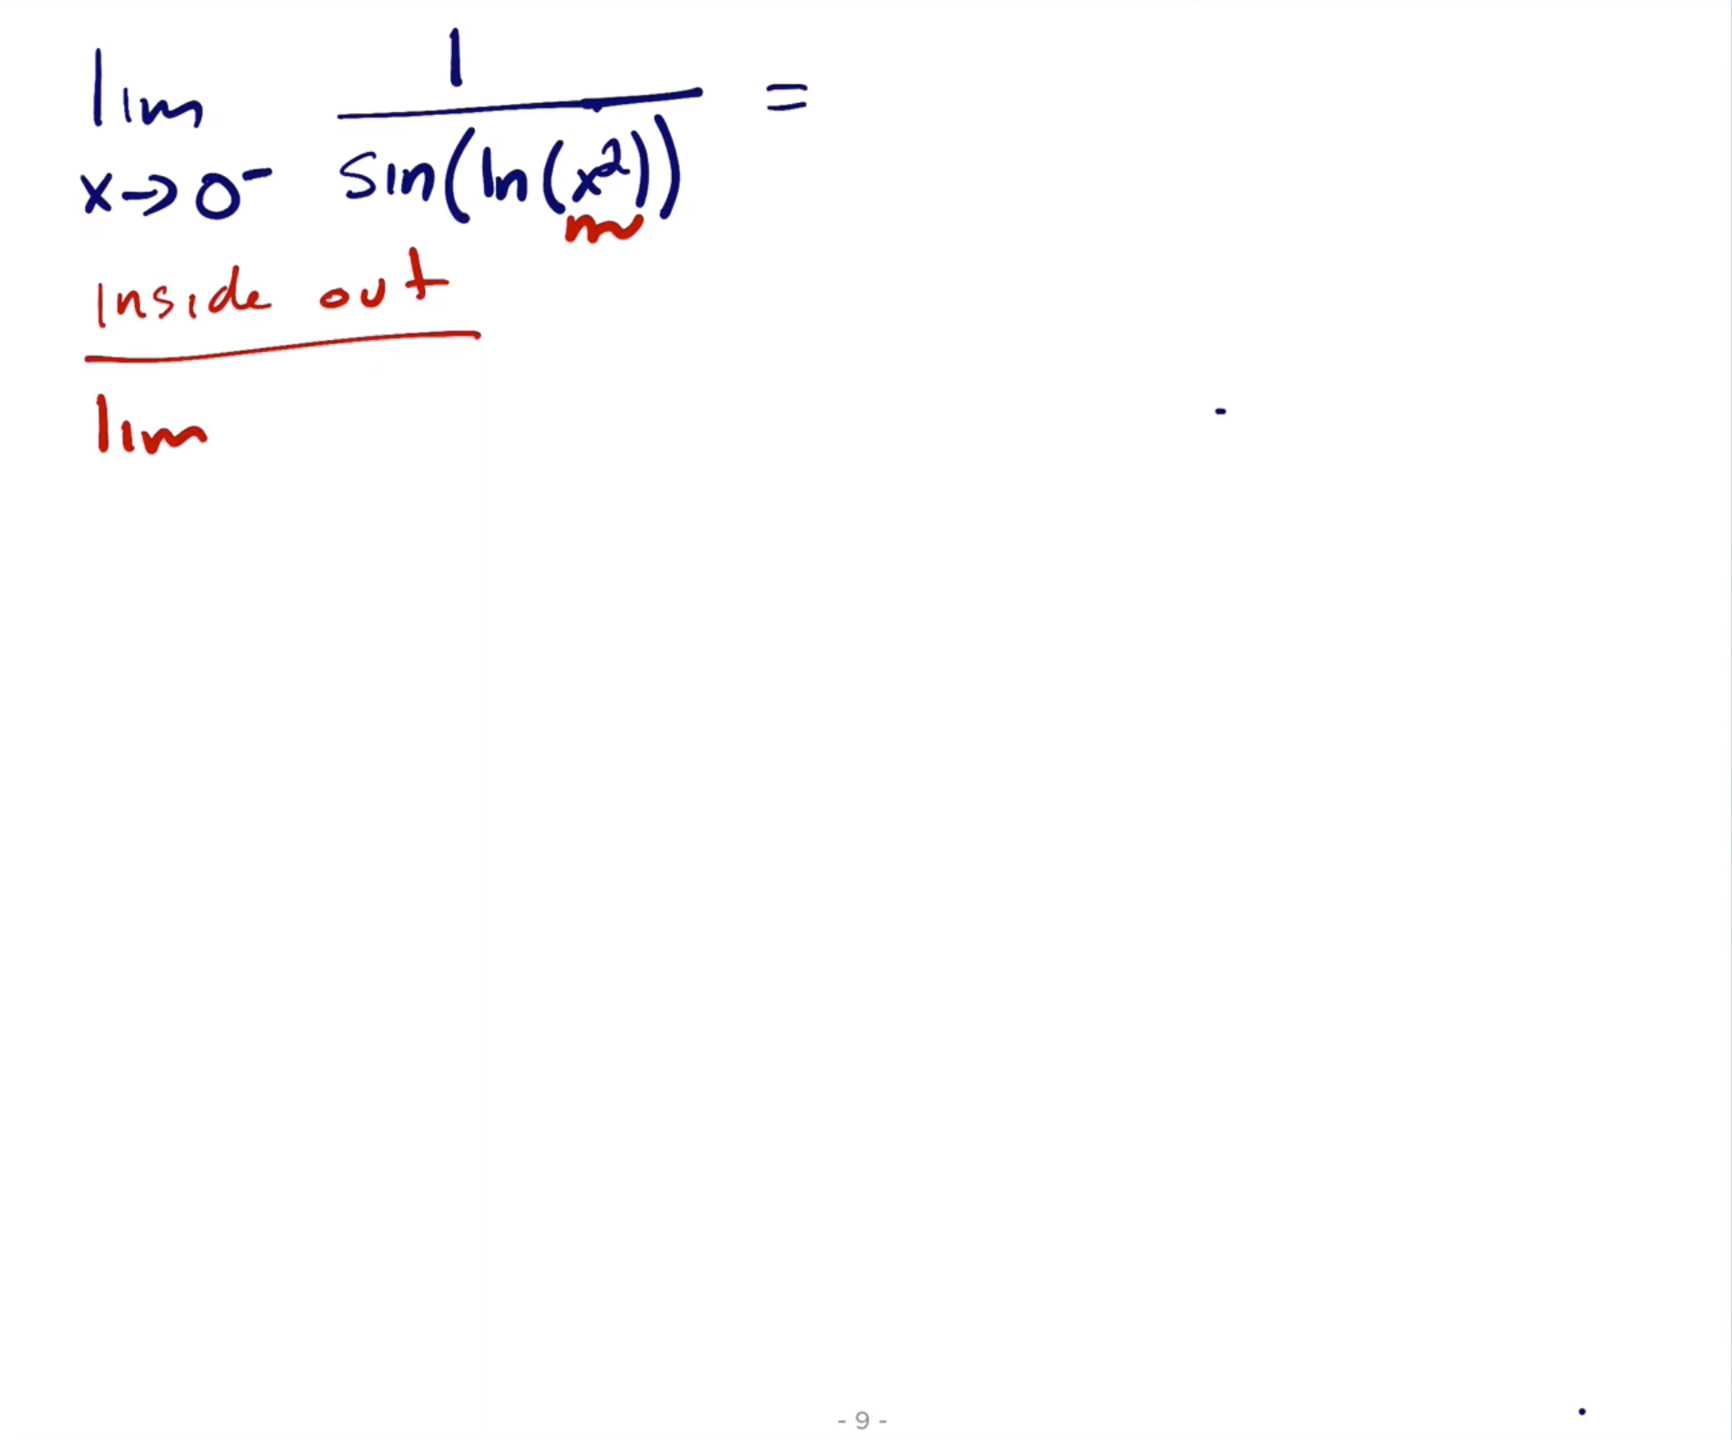 lim 1/sin(ln(x²)) =
x→0⁻
inside out
lim
- 9 -